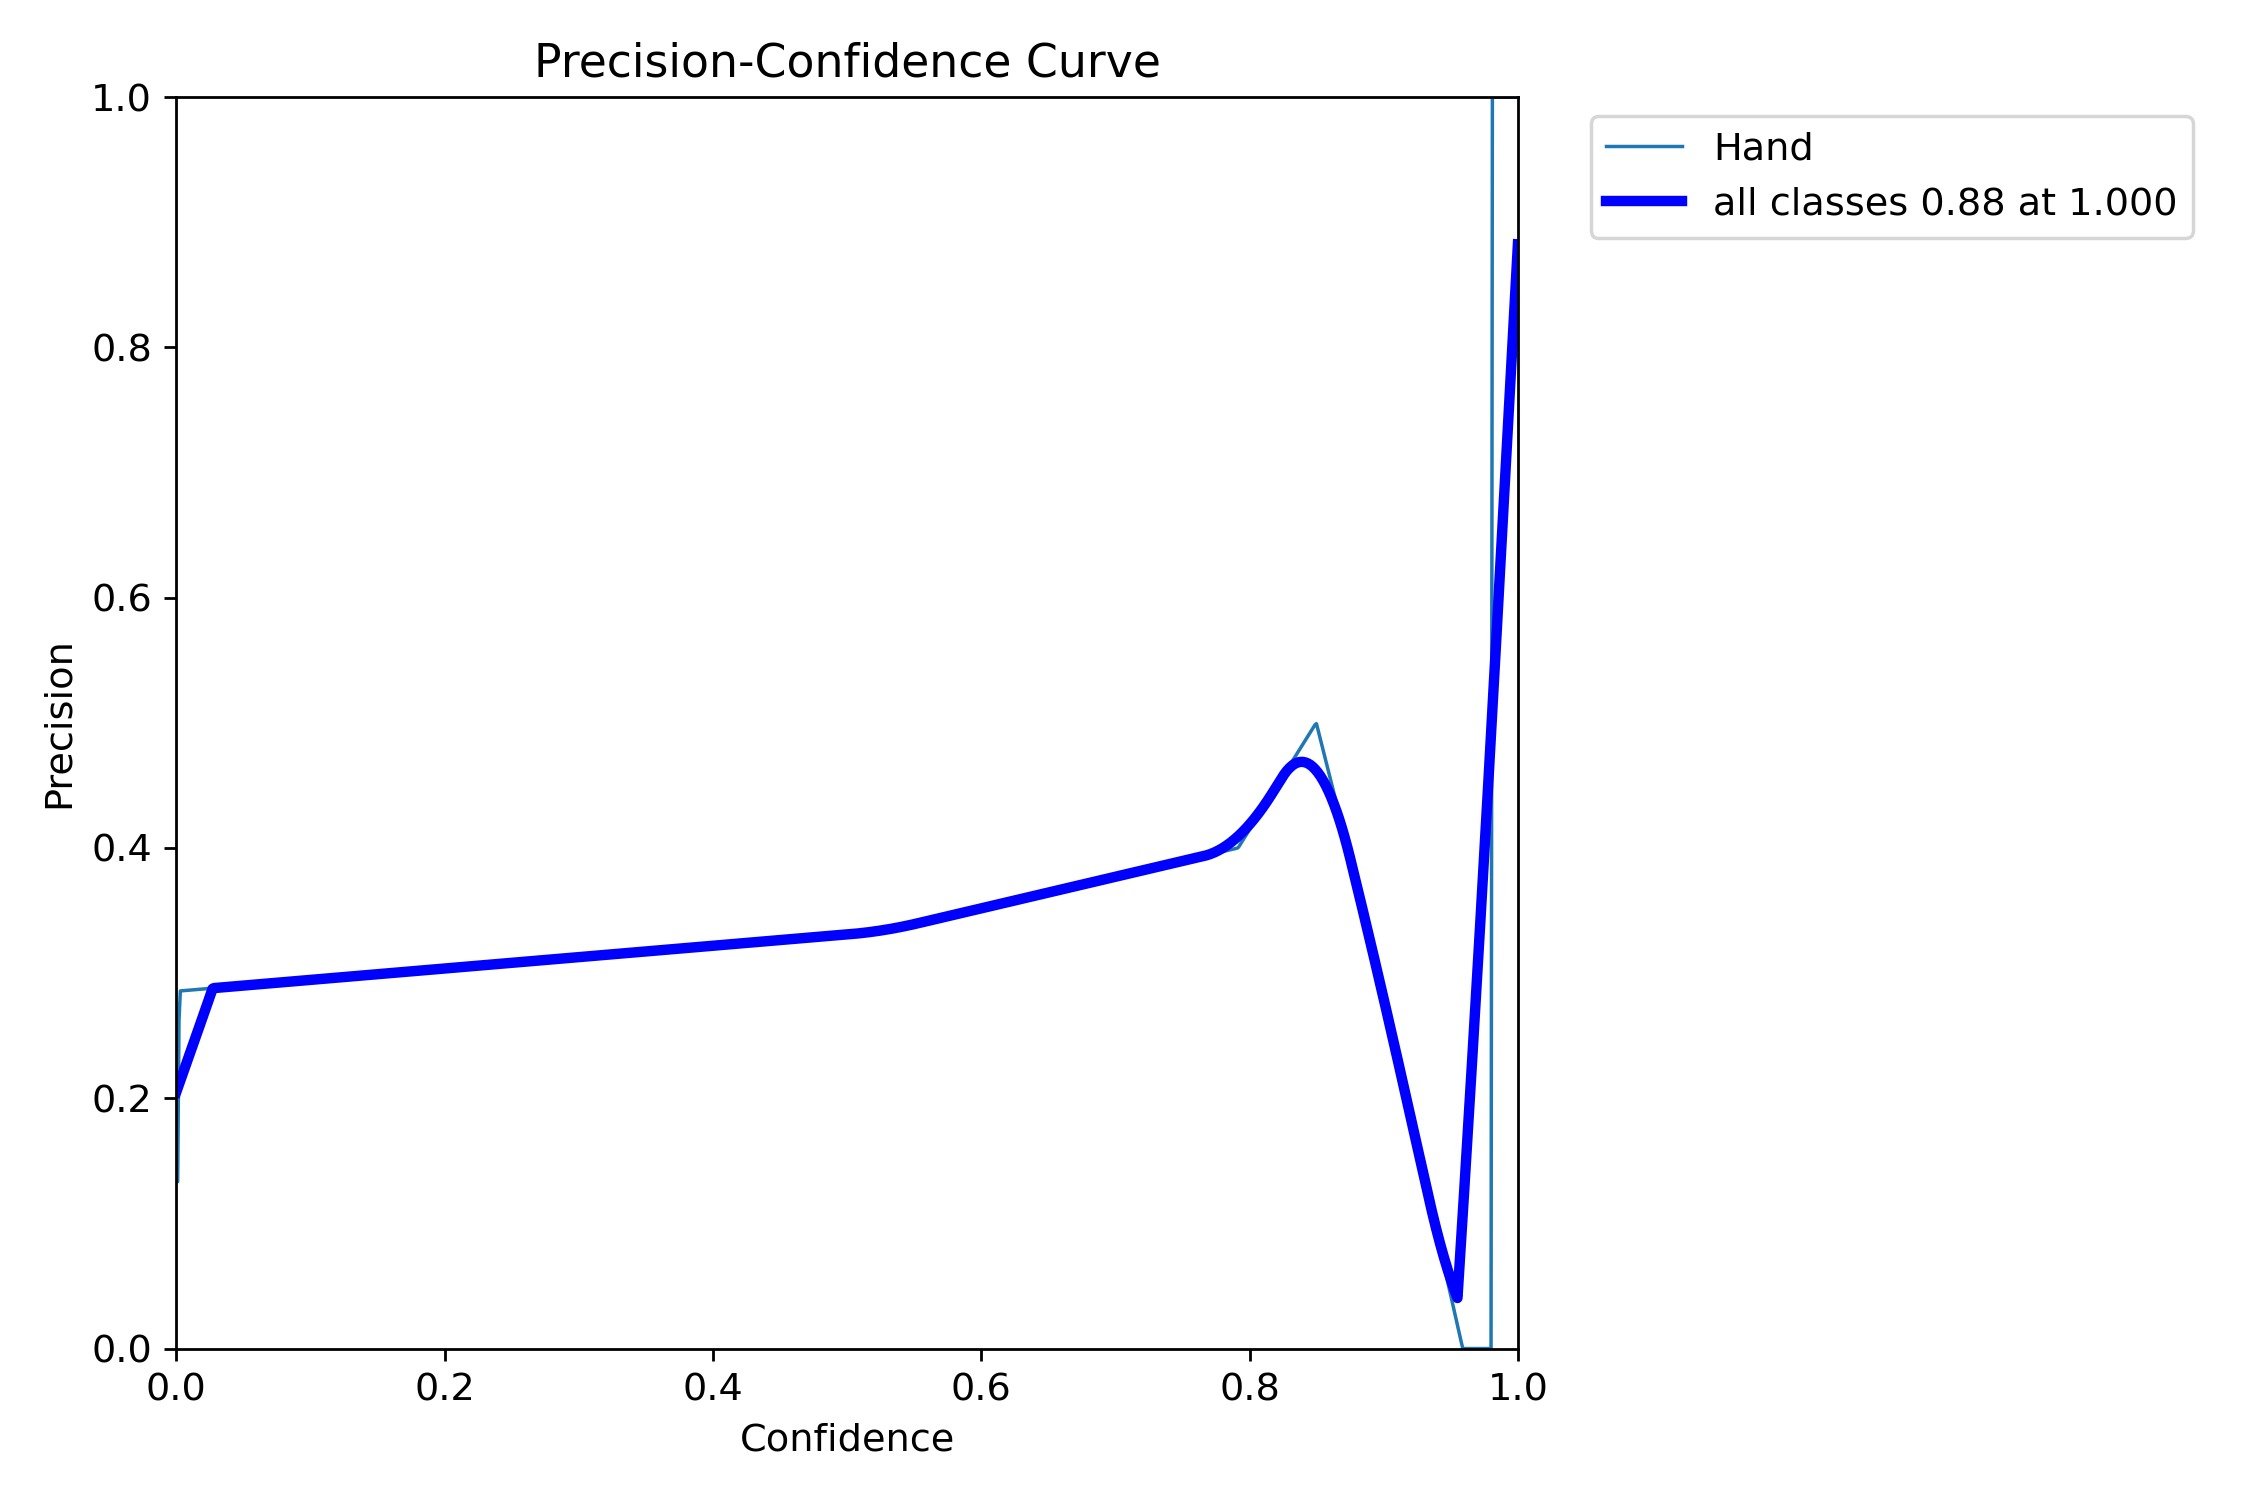 Precision-Confidence Curve
1.0
0.8
0.6
0.4
0.2
0.0
Precision
0.0 0.2 0.4 0.6 0.8 1.0
Confidence
Hand
all classes 0.88 at 1.000